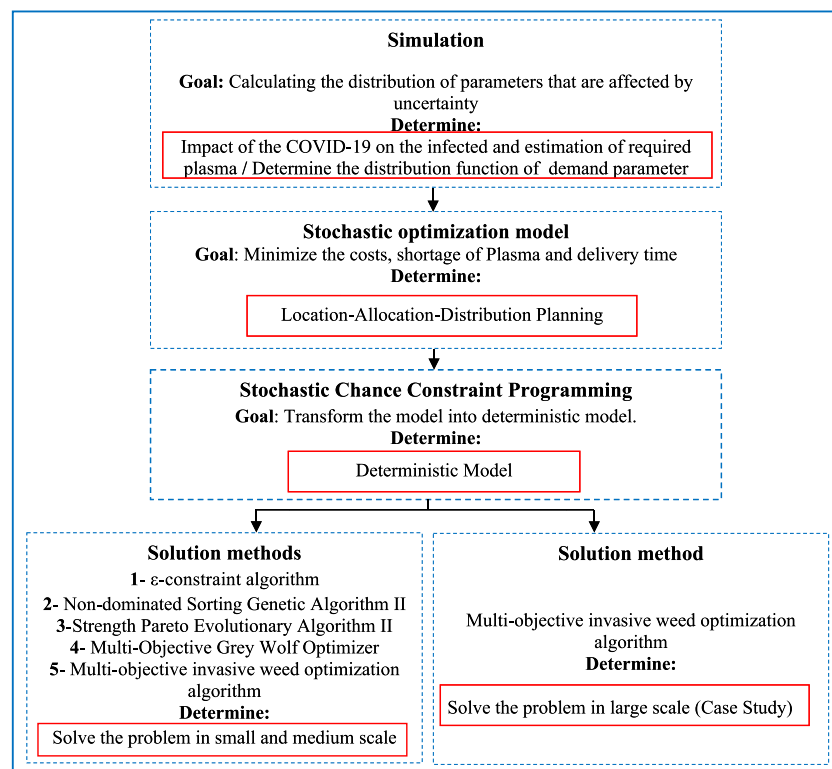 Simulation
Goal: Calculating the distribution of parameters that are affected by
uncertainty
Determine:
Impact of the COVID-19 on the infected and estimation of required
plasma / Determine the distribution function of demand parameter
Stochastic optimization model
Goal: Minimize the costs, shortage of Plasma and delivery time
Determine:
Location-Allocation-Distribution Planning
Stochastic Chance Constraint Programming
Goal: Transform the model into deterministic model.
Determine:
Deterministic Model
Solution methods
1- ε-constraint algorithm
2- Non-dominated Sorting Genetic Algorithm II
3-Strength Pareto Evolutionary Algorithm II
4- Multi-Objective Grey Wolf Optimizer
5- Multi-objective invasive weed optimization
algorithm
Determine:
Solve the problem in small and medium scale
Solution method
Multi-objective invasive weed optimization
algorithm
Determine:
Solve the problem in large scale (Case Study)